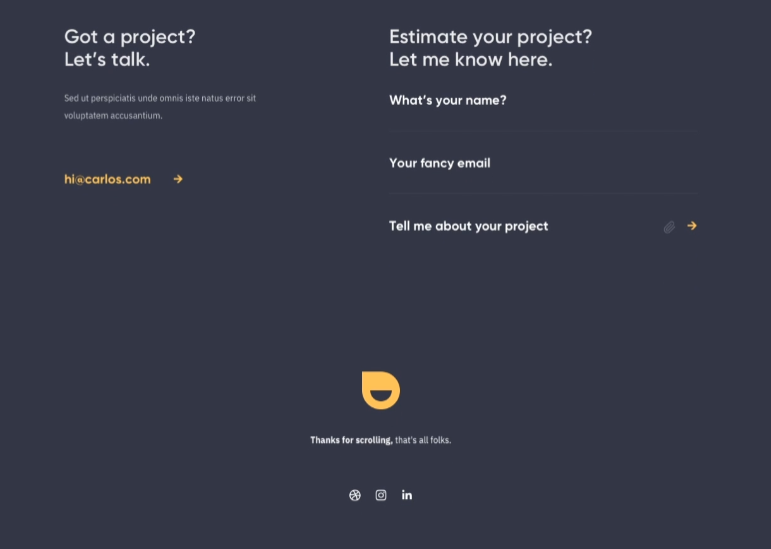 Got a project?
Let’s talk.
Sed ut perspiciatis unde omnis iste natus error sit
voluptatem accusantium.
hi@carlos.com
Estimate your project?
Let me know here.
What’s your name?
Your fancy email
Tell me about your project
Thanks for scrolling, that’s all folks.
in